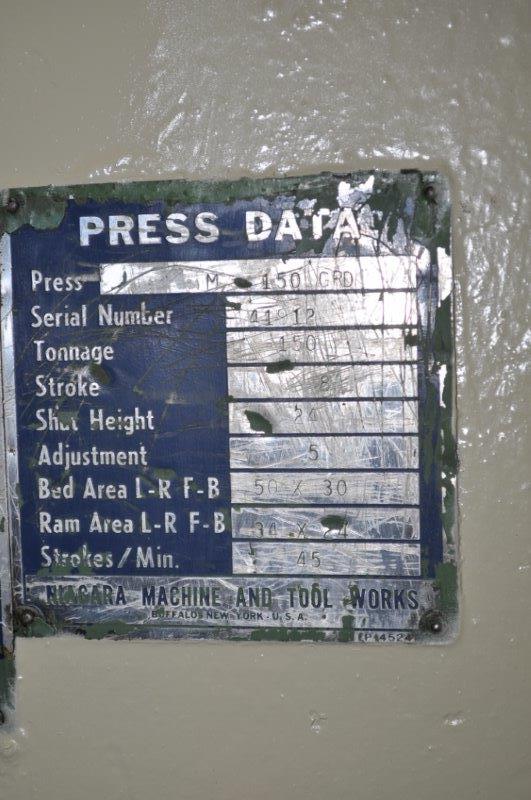 PRESS DATA
Press 1M - 150 GRD
Serial Number 41912
Tonnage 150
Stroke 8
Shut Height 24
Adjustment 5
Bed Area L-R F-B 50 X 30
Ram Area L-R F-B 34 X 24
Strokes/Min. 45
NIAGARA MACHINE AND TOOL WORKS
BUFFALO, NEW YORK - U.S.A.